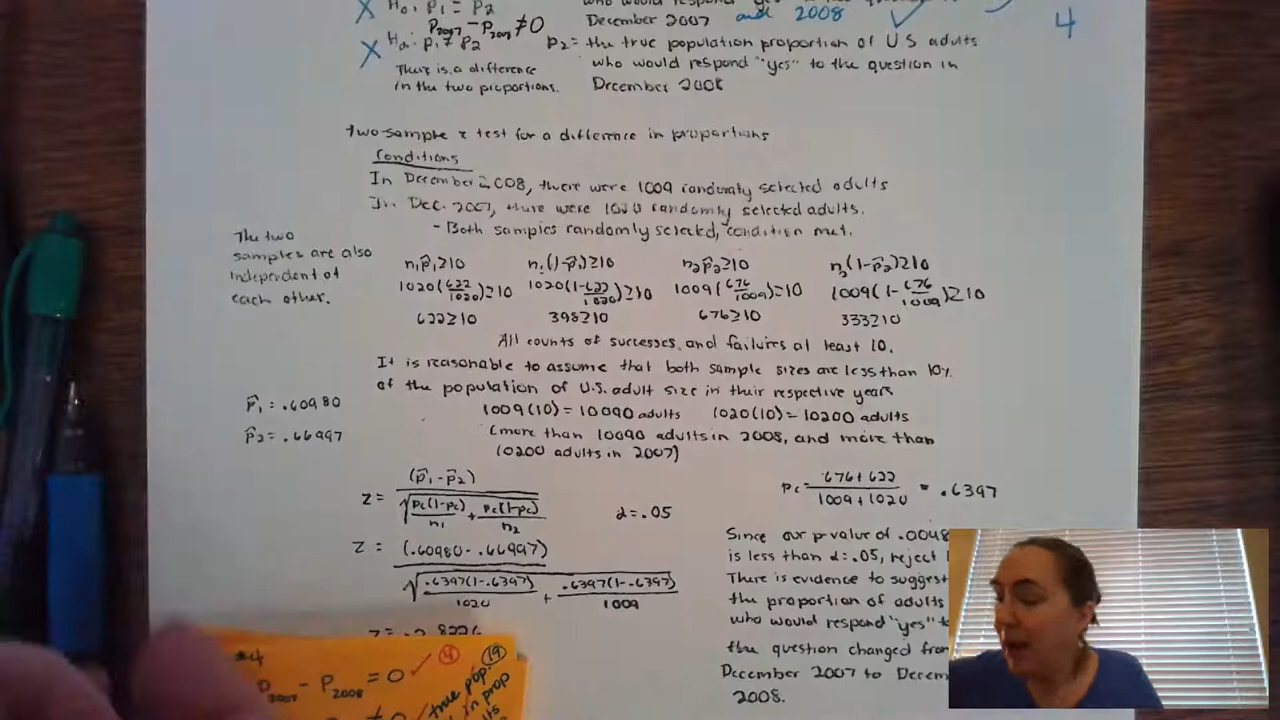 X Ho: p1 = p2
P2007 - P2008 ≠ 0
X Ha: p1 ≠ p2
There is a difference
in the two proportions.
December 2007 and 2008 ✓
p2 = the true population proportion of US adults
who would respond "yes" to the question in
December 2008
4
Two-sample z test for a difference in proportions
Conditions
In December 2008, there were 1009 randomly selected adults
In Dec. 2007, there were 1020 randomly selected adults.
- Both samples randomly selected, condition met.
The two
samples are also
independent of
each other.
n1p̂1≥10 n1(1-p̂1)≥10 n2p̂2≥10 n2(1-p̂2)≥10
1020(622/1020)≥10 1020(1-622/1020)≥10 1009(676/1009)≥10 1009(1-676/1009)≥10
622≥10 398≥10 676≥10 333≥10
All counts of successes and failures at least 10.
It is reasonable to assume that both sample sizes are less than 10%
of the population of U.S. adult size in their respective years
1009(10)=10090 adults 1020(10)=10200 adults
(more than 10090 adults in 2008, and more than
10200 adults in 2007)
p̂1=.60980
p̂2=.66997
z= (p̂1-p̂2) / √(pc(1-pc)/n1 + pc(1-pc)/n2)
α=.05
pc= 676+622 / 1009+1020 = .6397
z= (.60980-.66997) / √(.6397(1-.6397)/1020 + .6397(1-.6397)/1009)
z=-2.8226
Since our p value of .0048
is less than α=.05, reject
There is evidence to suggest
the proportion of adults
who would respond "yes" to
the question changed from
December 2007 to Decem
2008.
#4
P2007 - P2008 = 0 ✓ 4 19
≠ 0
true pop.
in prop